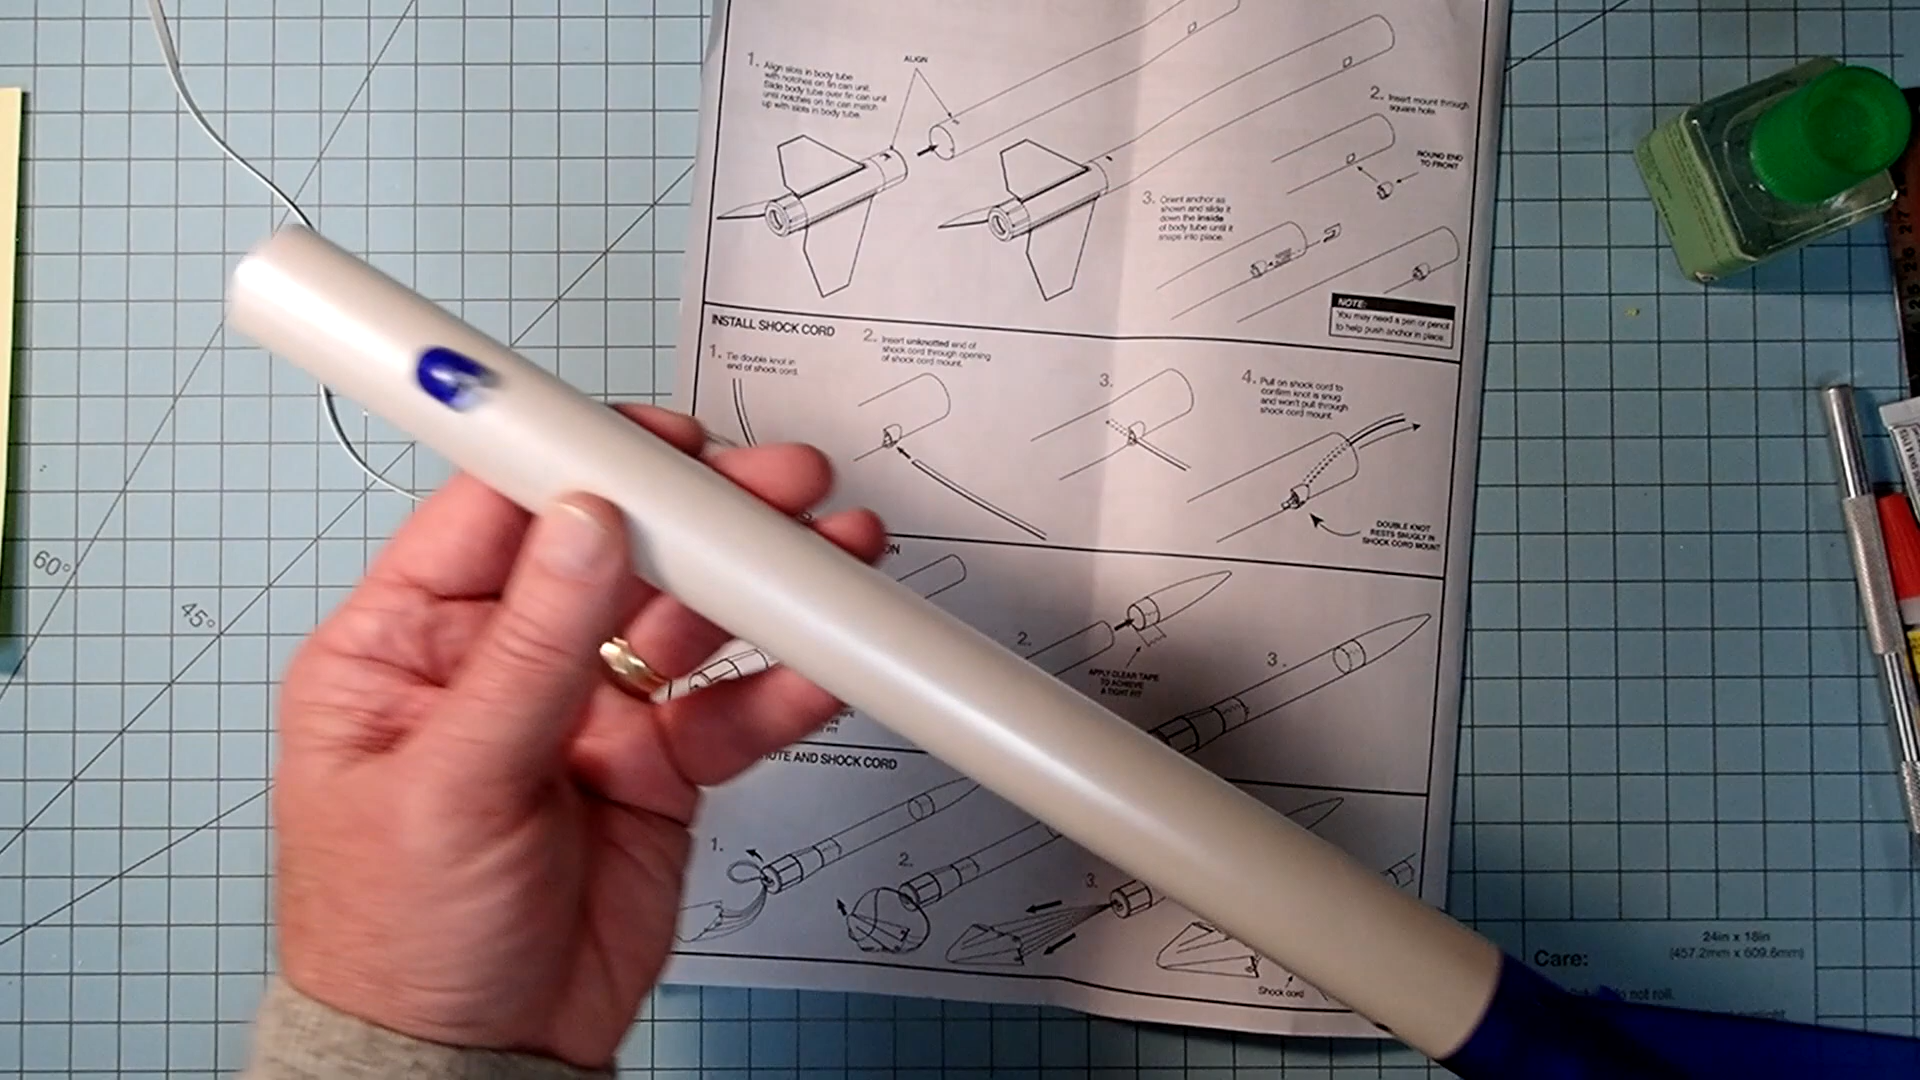 1. Align slots in body tube
with notches on fin can unit.
Slide body tube over fin can unit
until notches on fin can match
up with slots in body tube.
ALIGN
2. Insert mount through
square hole.
ROUND END
TO FRONT
3. Orient anchor as
shown and slide it
down the inside
of body tube until it
snaps into place.
NOTE:
You may need a pen or pencil
to help push anchor in place.
INSTALL SHOCK CORD
1. Tie double knot in
end of shock cord.
2. Insert unknotted end of
shock cord through opening
of shock cord mount.
3.
4. Pull on shock cord to
confirm knot is snug
and won't pull through
shock cord mount.
DOUBLE KNOT
RESTS SNUGLY IN
SHOCK CORD MOUNT
ON
2.
APPLY CLEAR TAPE
TO ACHIEVE
A TIGHT FIT
3.
AND SHOCK CORD
1.
2.
3.
Shock cord
60°
45°
24in x 18in
(457.2mm x 609.6mm)
Care:
do not roll.
27
26